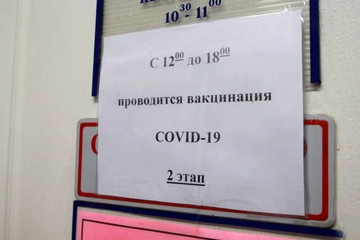 10³⁰ - 11⁰⁰
С 12⁰⁰ до 18⁰⁰
проводится вакцинация
COVID-19
2 этап